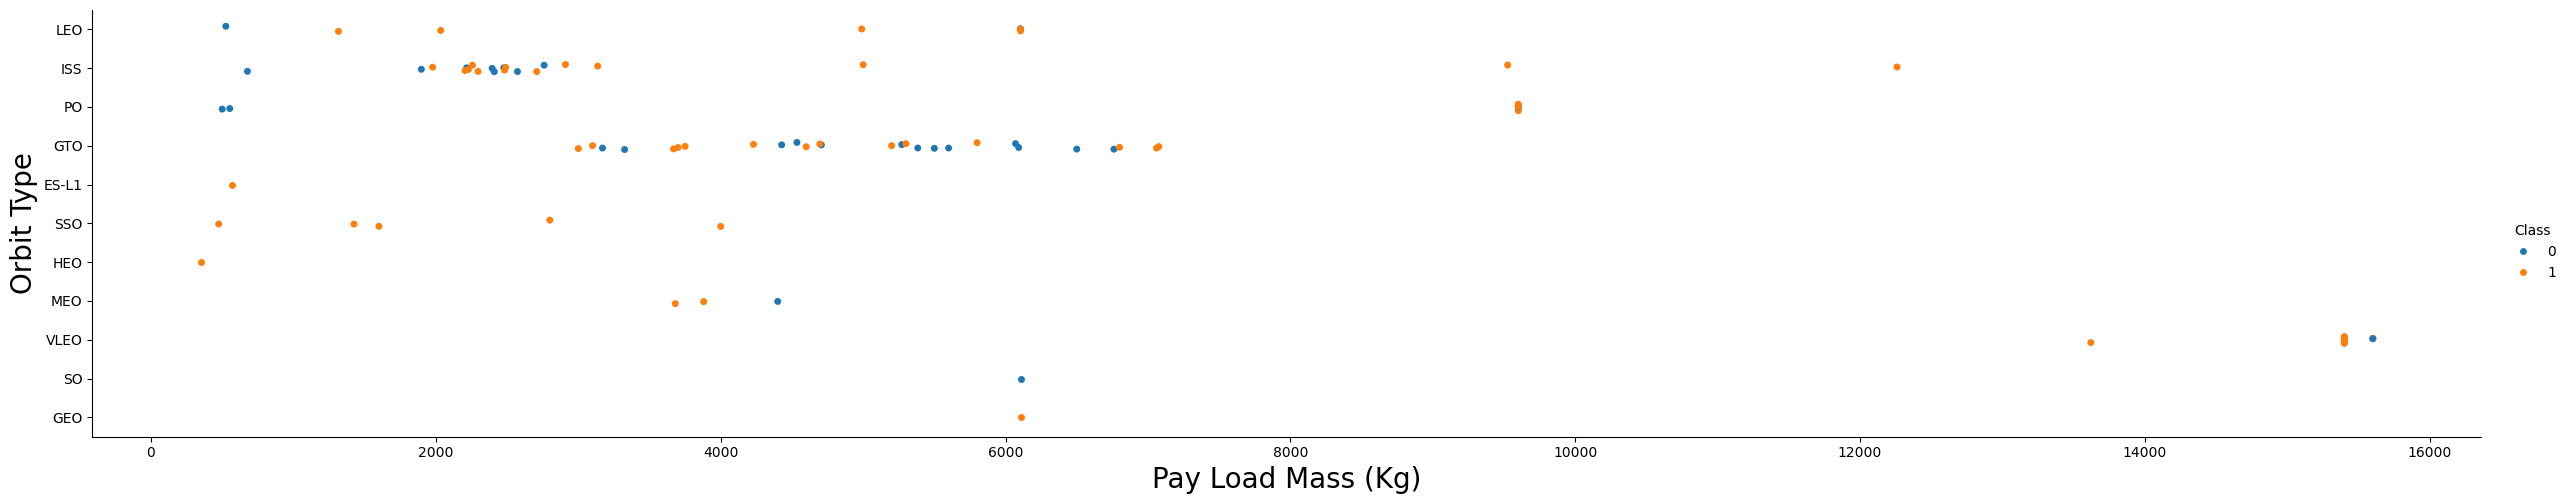 LEO
ISS
PO
GTO
ES-L1
SSO
HEO
MEO
VLEO
SO
GEO
Orbit Type
0 2000 4000 6000 8000 10000 12000 14000 16000
Pay Load Mass (Kg)
Class
0
1